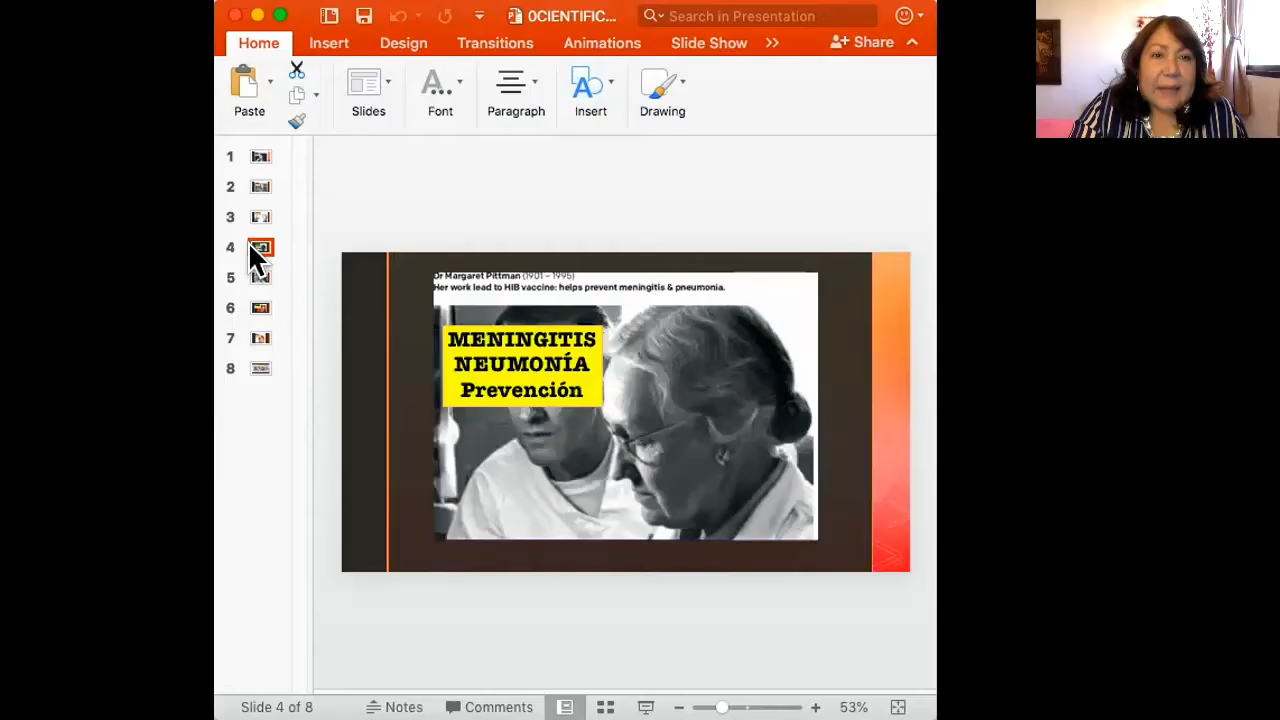 0CIENTIFIC...
Search in Presentation
Home
Insert
Design
Transitions
Animations
Slide Show
Share
Paste
Slides
Font
Paragraph
Insert
Drawing
1
2
3
4
5
6
7
8
Dr Margaret Pittman (1901 – 1995)
Her work lead to HIB vaccine: helps prevent meningitis & pneumonia.
MENINGITIS
NEUMONÍA
Prevención
Slide 4 of 8
Notes
Comments
53%